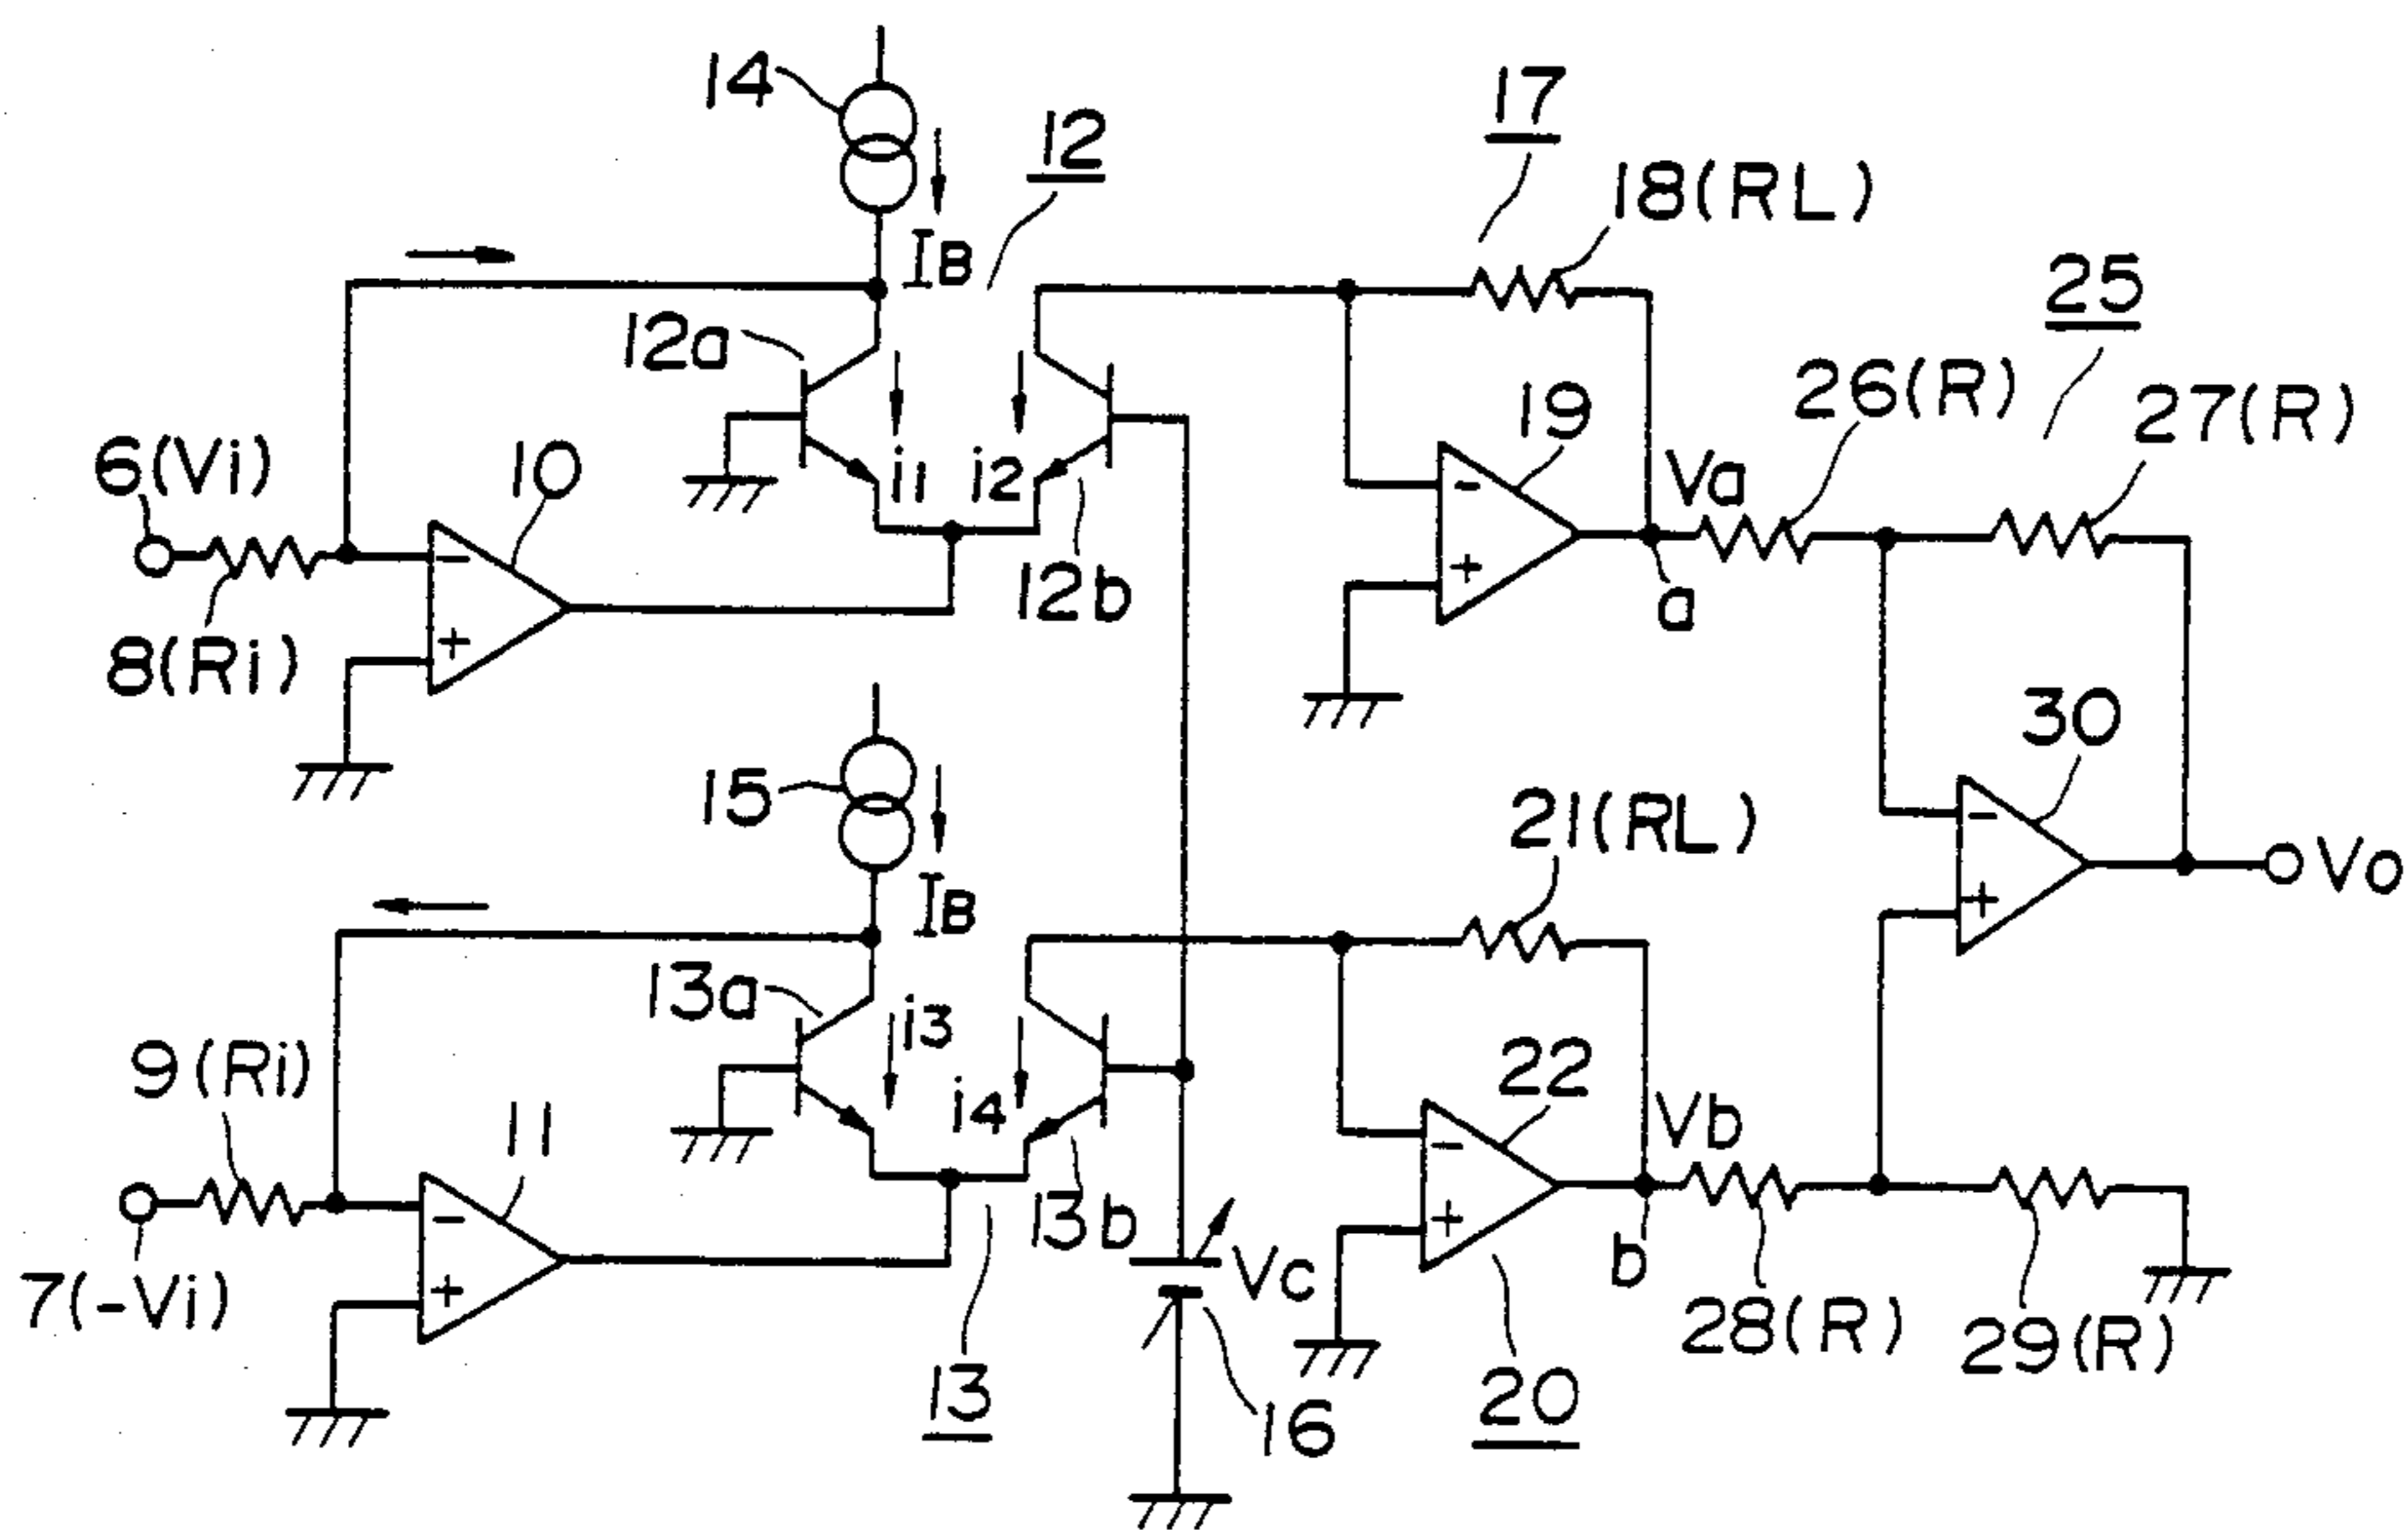 14
12
17
18(RL)
25
IB
12a
26(R)
27(R)
19
6(Vi)
10
i1
i2
Va
-
-
12b
+
a
8(Ri)
+
30
15
21(RL)
-
Vo
IB
+
13a
i3
22
9(Ri)
11
i4
Vb
-
-
13b
+
b
7(-Vi)
+
Vc
28(R)
29(R)
13
16
20